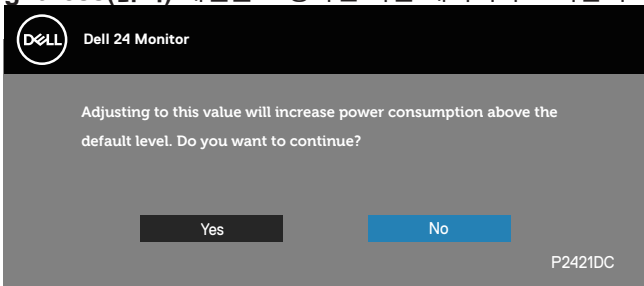 DELL Dell 24 Monitor
Adjusting to this value will increase power consumption above the
default level. Do you want to continue?
Yes No
P2421DC